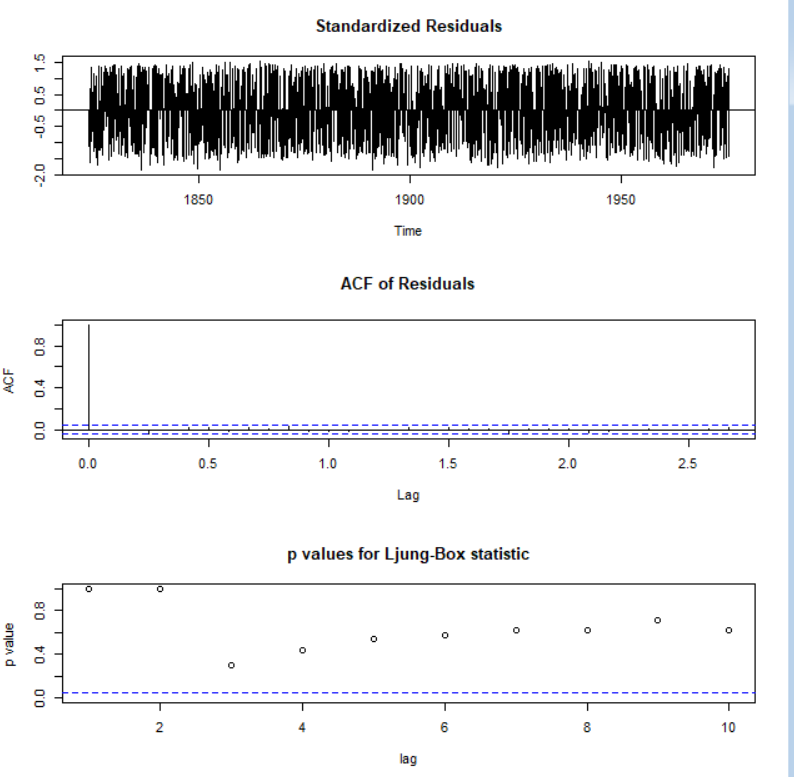 Standardized Residuals
1.5
0.5
-0.5
-2.0
1850 1900 1950
Time
ACF of Residuals
ACF
0.8
0.4
0.0
0.0 0.5 1.0 1.5 2.0 2.5
Lag
p values for Ljung-Box statistic
p value
0.8
0.4
0.0
2 4 6 8 10
lag